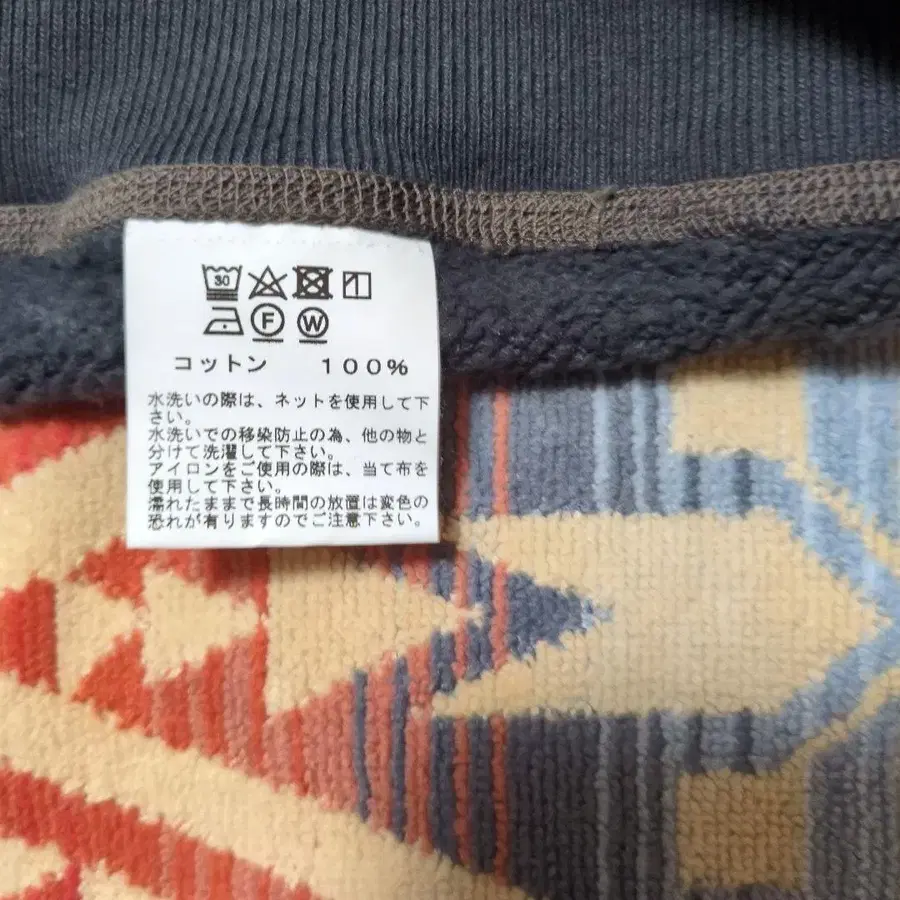 30
F W
コットン 100%
水洗いの際は、ネットを使用して下
さい。
水洗いでの移染防止の為、他の物と
分けて洗濯して下さい。
アイロンをご使用の際は、当て布を
使用して下さい。
濡れたままで長時間の放置は変色の
恐れが有りますのでご注意下さい。